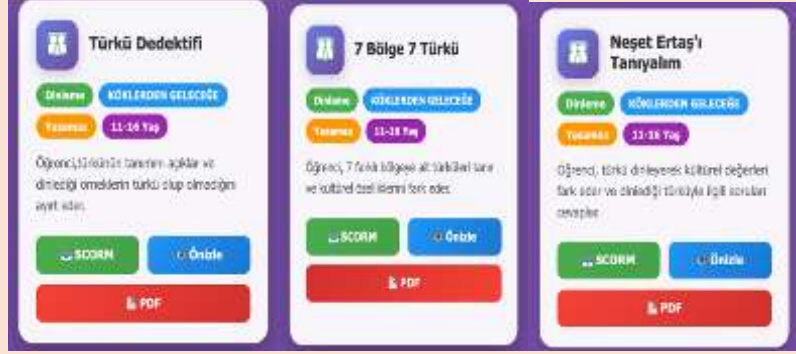 Türkü Dedektifi
Dinleme
KÖKLERDEN GELECEĞE
11-16 Yaş
Öğrenci, türkünün tanımını açıklar ve
dinlediği örneklerin türkü olup olmadığını
ayırt eder.
SCORM
Önizle
PDF
7 Bölge 7 Türkü
Dinleme
KÖKLERDEN GELECEĞE
11-16 Yaş
Öğrenci, 7 farklı bölgeye ait türküleri tanır
ve kültürel özelliklerini fark eder.
SCORM
Önizle
PDF
Neşet Ertaş'ı
Tanıyalım
Dinleme
KÖKLERDEN GELECEĞE
11-16 Yaş
Öğrenci, türkü dinleyerek kültürel değerleri
fark eder ve dinlediği türküyle ilgili soruları
cevaplar.
SCORM
Önizle
PDF